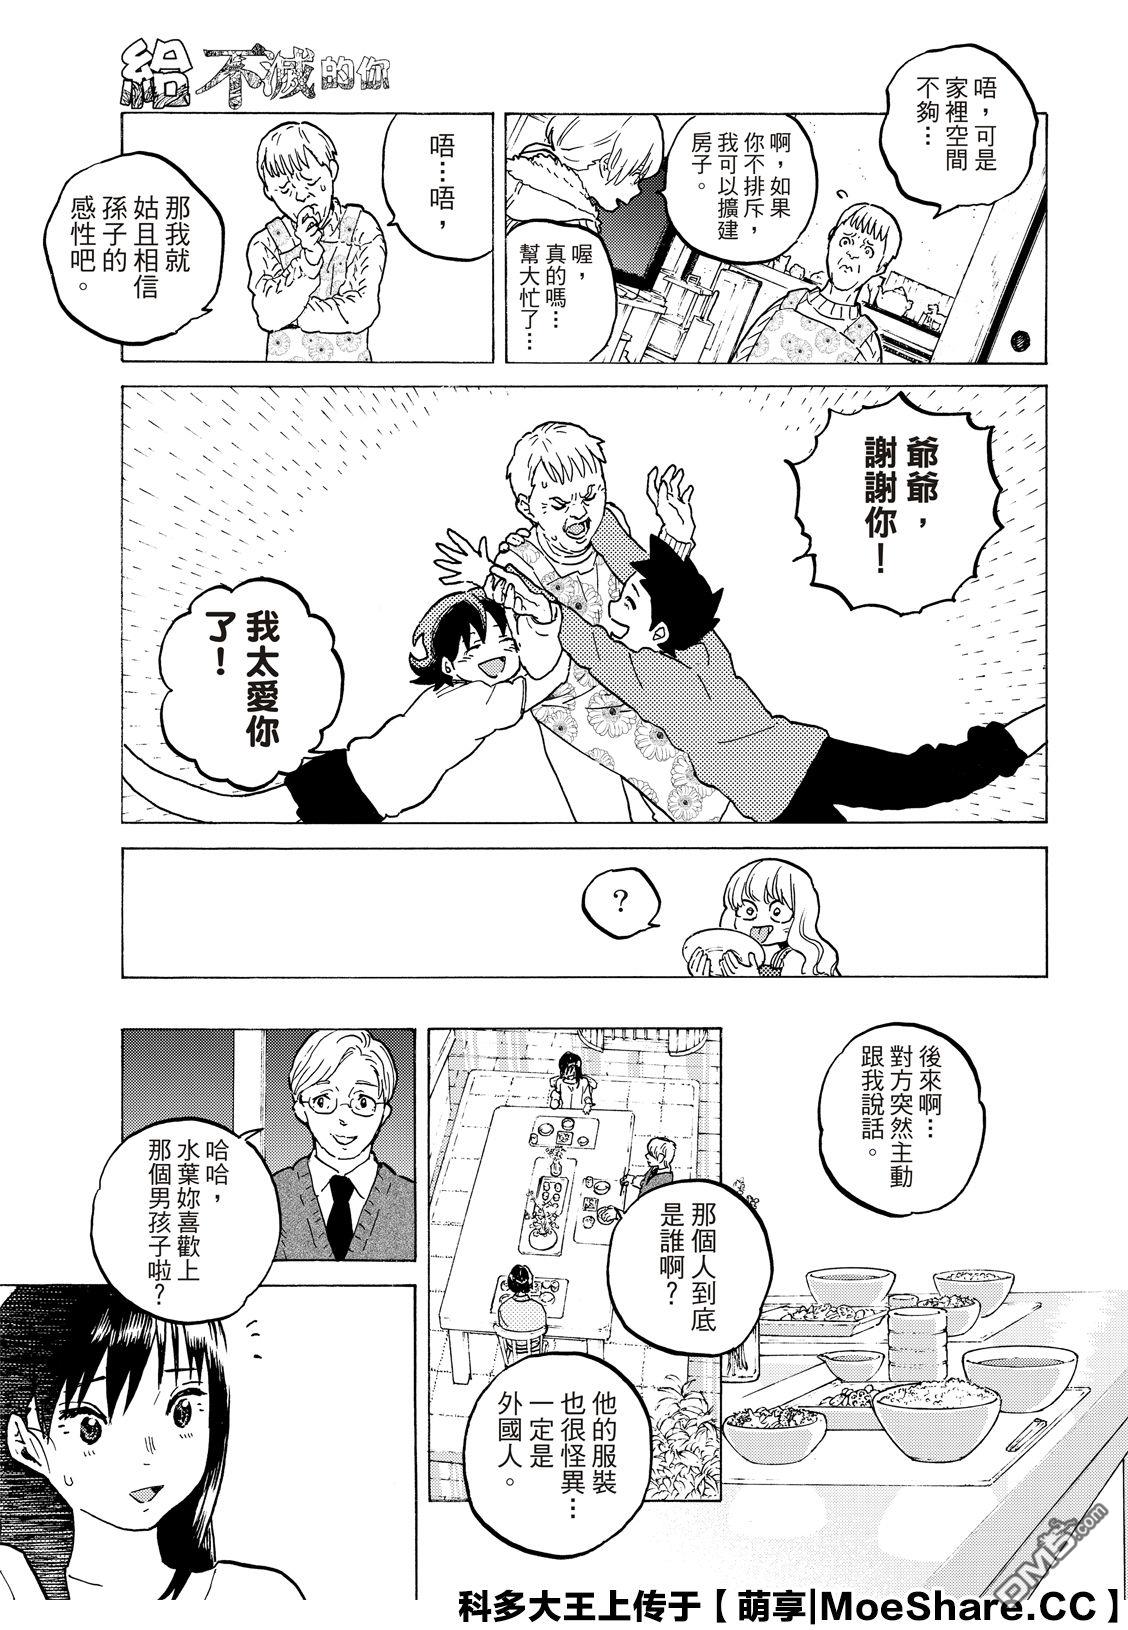 給不滅的你
唔，可是
家裡空間
不夠…
啊，如果
你不排斥，
我可以擴建
房子。
喔，
真的嗎…
幫大忙了…
唔…唔，
那我就
姑且相信
孫子的
感性吧。
爺爺，
謝謝你！
我太愛你
了！
？
後來啊…
對方突然主動
跟我說話。
那個人到底
是誰啊？
他的服裝
也很怪異…
一定是
外國人。
哈哈，
水葉妳喜歡上
那個男孩子啦？
DM5.com
科多大王上传于【萌享|MoeShare.CC】